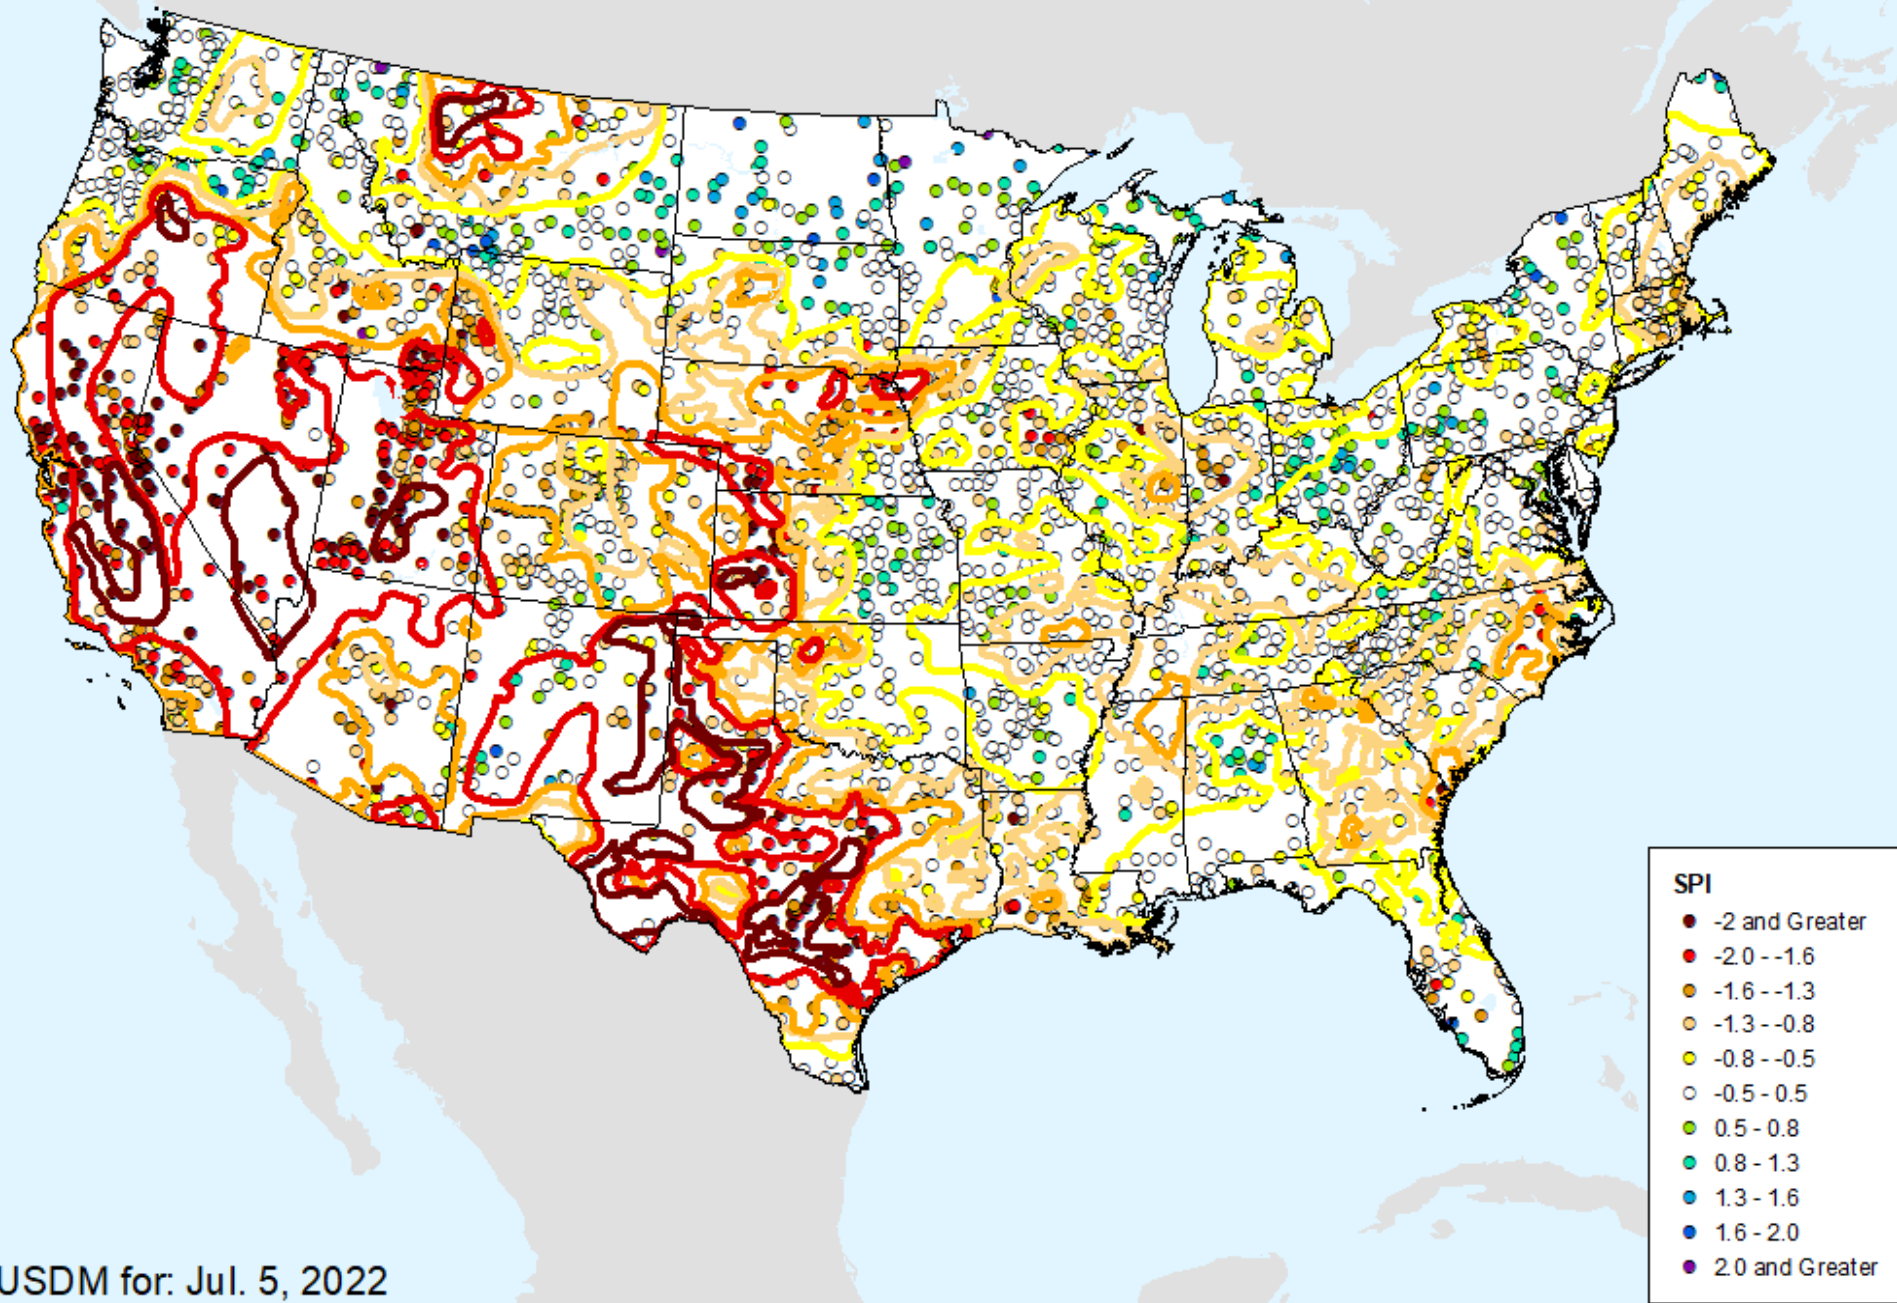 SPI
-2 and Greater
-2.0 - -1.6
-1.6 - -1.3
-1.3 - -0.8
-0.8 - -0.5
-0.5 - 0.5
0.5 - 0.8
0.8 - 1.3
1.3 - 1.6
1.6 - 2.0
2.0 and Greater
USDM for: Jul. 5, 2022